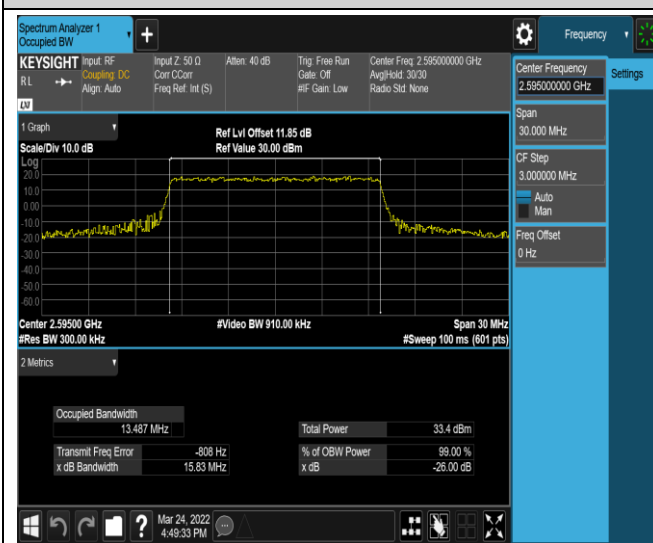 Spectrum Analyzer 1
Occupied BW
Frequency
KEYSIGHT
R L
LXI
Input: RF
Coupling: DC
Align: Auto
Input Z: 50 Ω
Corr CCorr
Freq Ref: Int (S)
Atten: 40 dB
Trig: Free Run
Gate: Off
#IF Gain: Low
Center Freq: 2.595000000 GHz
Avg|Hold: 30/30
Radio Std: None
Center Frequency
2.595000000 GHz
Settings
Span
30.000 MHz
CF Step
3.000000 MHz
Auto
Man
Freq Offset
0 Hz
1 Graph
Scale/Div 10.0 dB
Ref Lvl Offset 11.85 dB
Ref Value 30.00 dBm
Log
20.0
10.0
0.00
-10.0
-20.0
-30.0
-40.0
-50.0
-60.0
Center 2.59500 GHz
#Video BW 910.00 kHz
Span 30 MHz
#Res BW 300.00 kHz
#Sweep 100 ms (601 pts)
2 Metrics
Occupied Bandwidth
13.487 MHz
Total Power 33.4 dBm
Transmit Freq Error -808 Hz
% of OBW Power 99.00 %
x dB Bandwidth 15.83 MHz
x dB -26.00 dB
Mar 24, 2022
4:49:33 PM